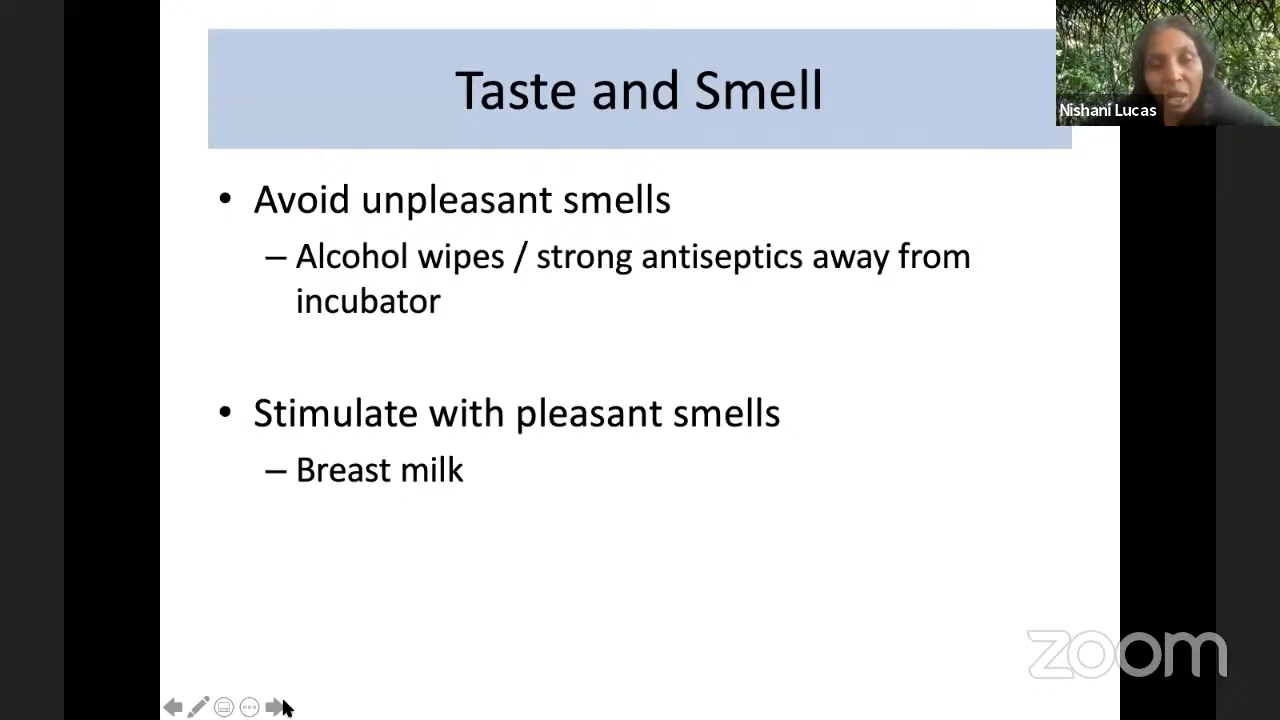 Taste and Smell
Nishani Lucas
• Avoid unpleasant smells
– Alcohol wipes / strong antiseptics away from
incubator
• Stimulate with pleasant smells
– Breast milk
zoom